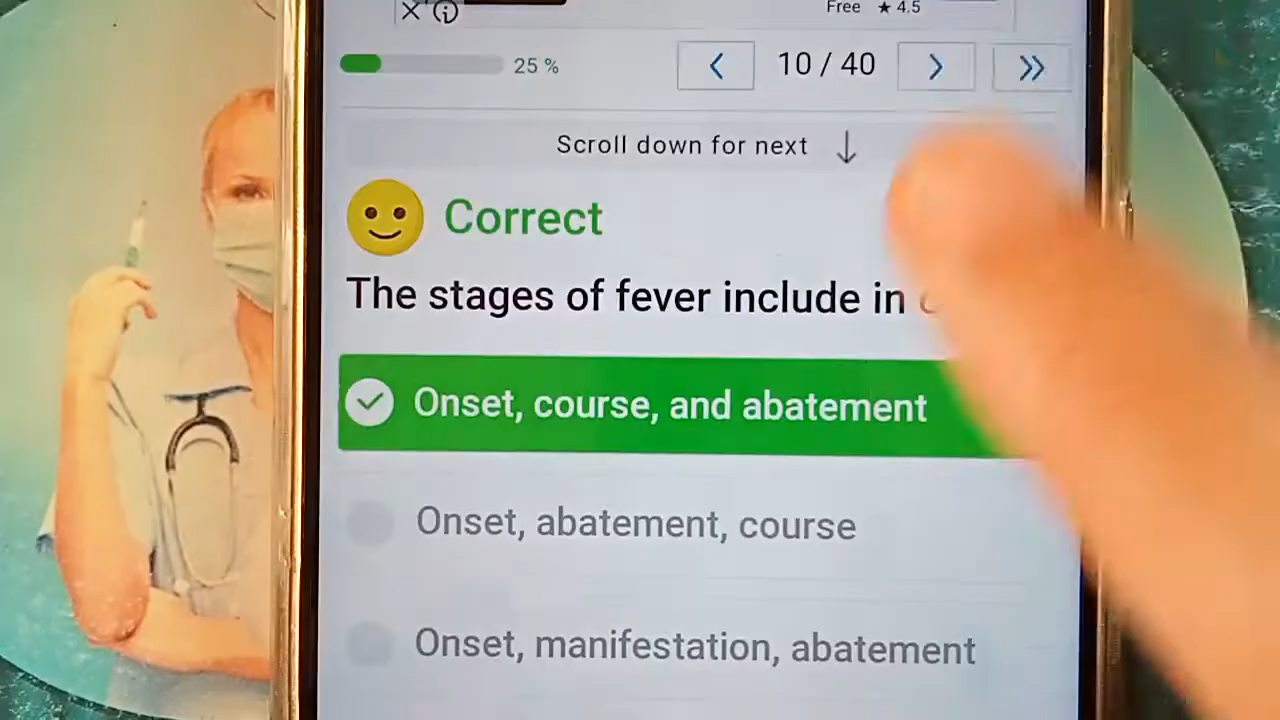 Free ★ 4.5
25 %
10 / 40
Scroll down for next ↓
Correct
The stages of fever include in
Onset, course, and abatement
Onset, abatement, course
Onset, manifestation, abatement